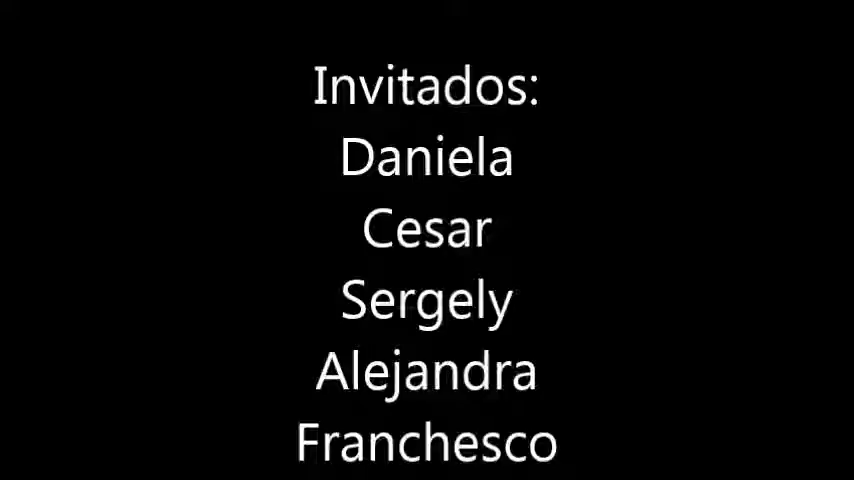 Invitados:
Daniela
Cesar
Sergely
Alejandra
Franchesco